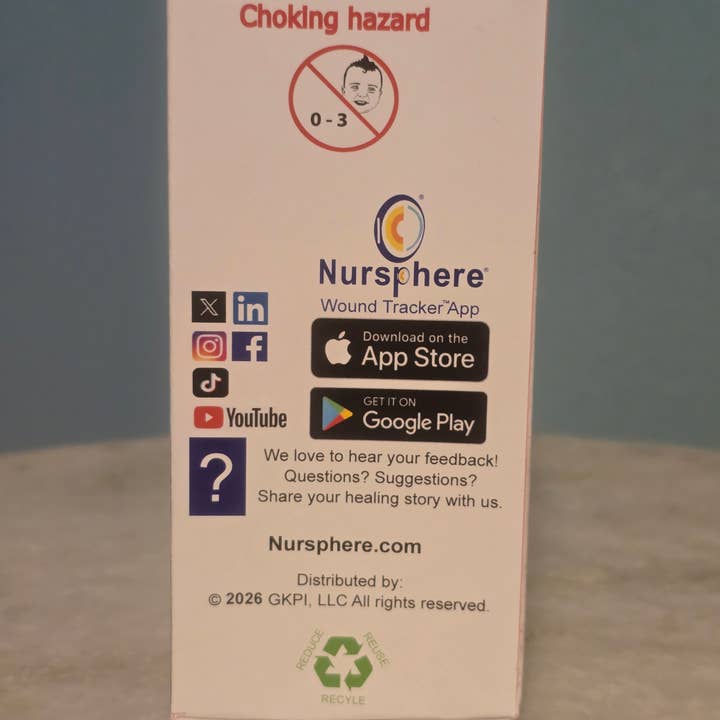 Choking hazard
0 - 3
Nursphere®
Wound Tracker™App
X
in
f
Download on the
App Store
GET IT ON
Google Play
YouTube
?
We love to hear your feedback!
Questions? Suggestions?
Share your healing story with us.
Nursphere.com
Distributed by:
© 2026 GKPI, LLC All rights reserved.
REDUCE
REUSE
RECYLE